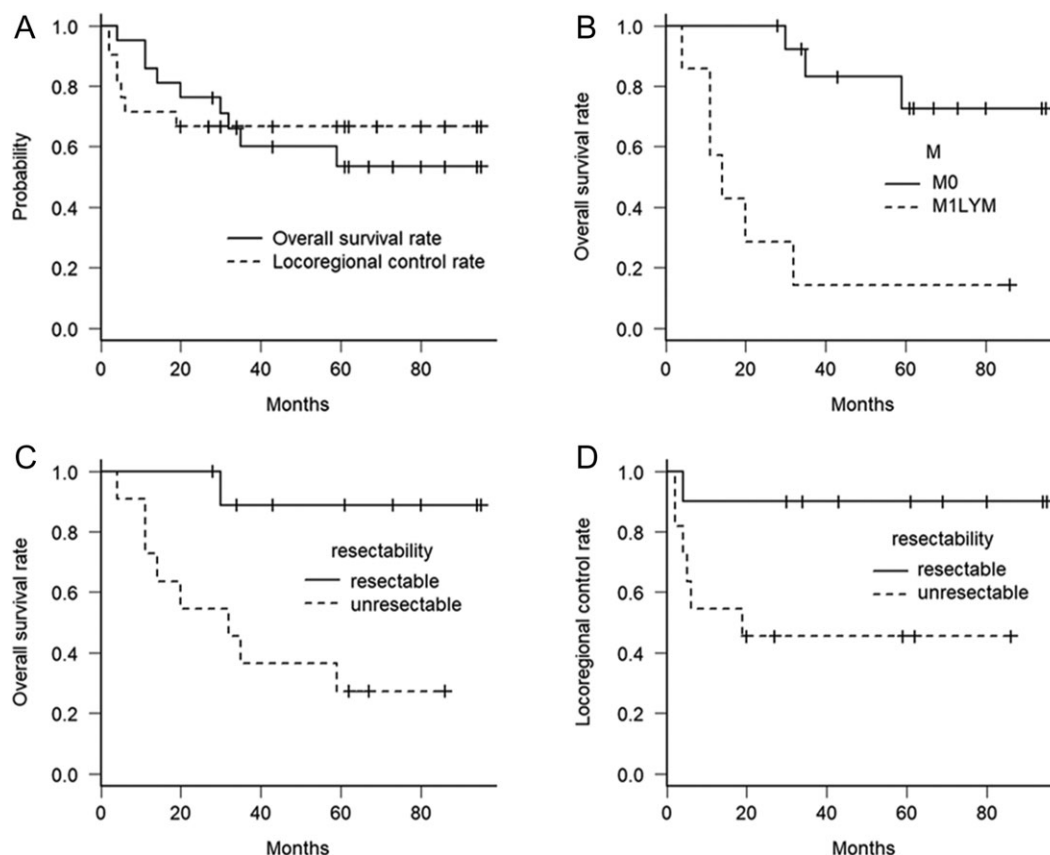 A
Probability
1.0
0.8
0.6
0.4
0.2
0.0
Overall survival rate
Locoregional control rate
0 20 40 60 80
Months
B
Overall survival rate
1.0
0.8
0.6
0.4
0.2
0.0
M
M0
M1LYM
0 20 40 60 80
Months
C
Overall survival rate
1.0
0.8
0.6
0.4
0.2
0.0
resectability
resectable
unresectable
0 20 40 60 80
Months
D
Locoregional control rate
1.0
0.8
0.6
0.4
0.2
0.0
resectability
resectable
unresectable
0 20 40 60 80
Months